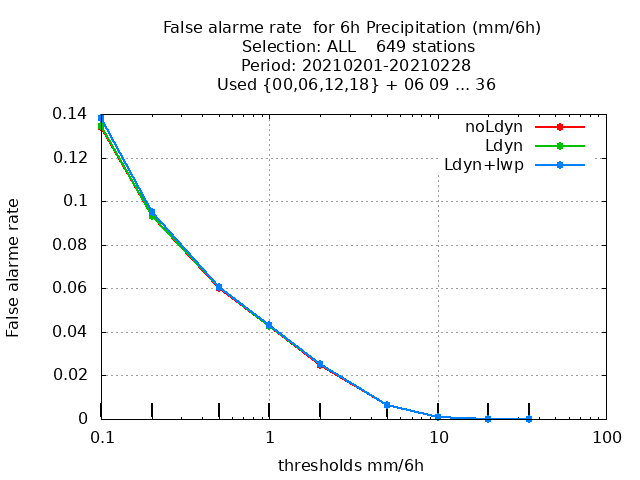 False alarme rate  for 6h Precipitation (mm/6h)
Selection: ALL    649 stations
Period: 20210201-20210228
Used {00,06,12,18} + 06 09 ... 36
noLdyn
Ldyn
Ldyn+lwp
0.14
0.12
0.1
0.08
0.06
0.04
0.02
0
False alarme rate
0.1 1 10 100
thresholds mm/6h